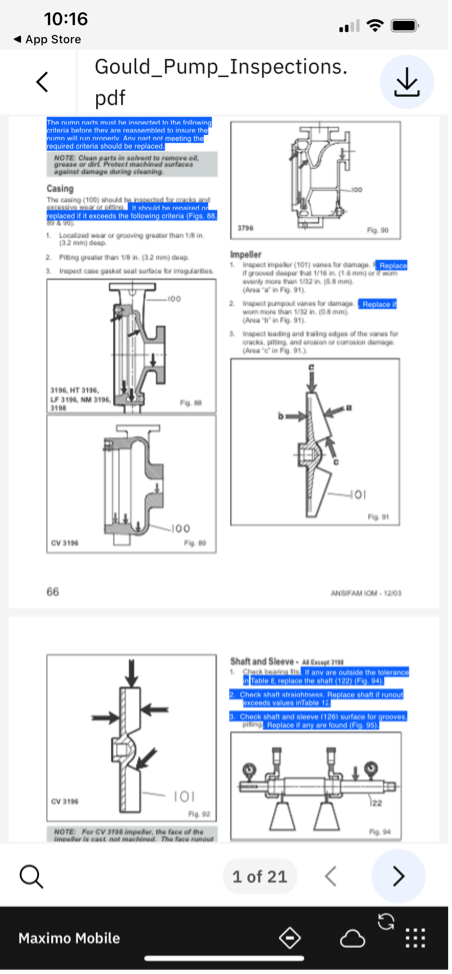 10:16
App Store
Gould_Pump_Inspections.
pdf
The pump parts must be inspected to the following
criteria before they are reassembled to insure the
pump will run properly. Any part not meeting the
required criteria should be replaced.
NOTE: Clean parts in solvent to remove oil,
grease or dirt. Protect machined surfaces
against damage during cleaning.
Casing
The casing (100) should be inspected for cracks and
excessive wear or pitting. It should be repaired or
replaced if it exceeds the following criteria (Figs. 88,
89 & 90).
1. Localized wear or grooving greater than 1/8 in.
(3.2 mm) deep.
2. Pitting greater than 1/8 in. (3.2 mm) deep.
3. Inspect case gasket seat surface for irregularities.
100
3196, HT 3196,
LF 3196, NM 3196,
3198
Fig. 88
100
CV 3196
Fig. 89
100
3796
Fig. 90
Impeller
1. Inspect impeller (101) vanes for damage. Replace
if grooved deeper that 1/16 in. (1.6 mm) or if worn
evenly more than 1/32 in. (0.8 mm).
(Area "a" in Fig. 91).
2. Inspect pumpout vanes for damage. Replace if
worn more than 1/32 in. (0.8 mm).
(Area "b" in Fig. 91).
3. Inspect leading and trailing edges of the vanes for
cracks, pitting, and erosion or corrosion damage.
(Area "c" in Fig. 91.).
c
b
a
c
101
Fig. 91
66
ANSIFAM IOM - 12/03
101
CV 3196
Fig. 92
NOTE: For CV 3196 impeller, the face of the
impeller is cast, not machined. The face runout
Shaft and Sleeve - All Except 3198
1. Check bearing fits. If any are outside the tolerance
in Table 8, replace the shaft (122) (Fig. 94).
2. Check shaft straightness. Replace shaft if runout
exceeds values inTable 12.
3. Check shaft and sleeve (126) surface for grooves,
pitting. Replace if any are found (Fig. 95).
122
Fig. 94
1 of 21
Maximo Mobile